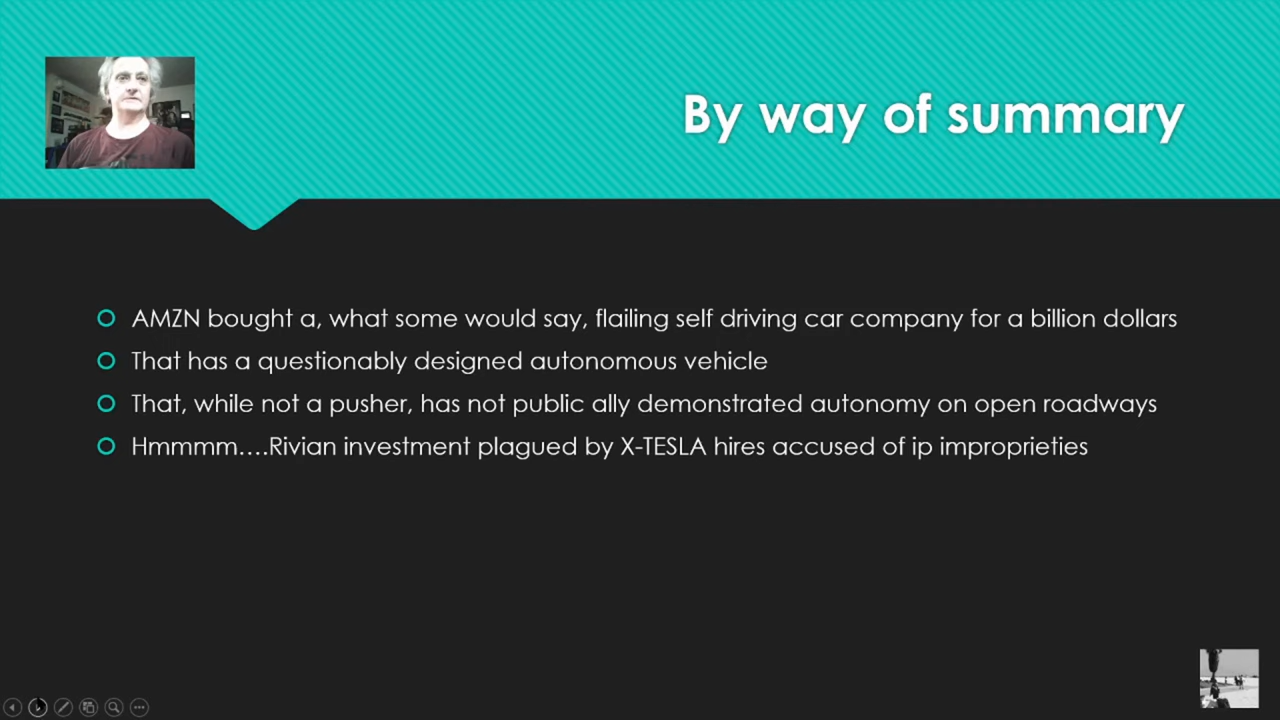 By way of summary
AMZN bought a, what some would say, flailing self driving car company for a billion dollars
That has a questionably designed autonomous vehicle
That, while not a pusher, has not public ally demonstrated autonomy on open roadways
Hmmmm....Rivian investment plagued by X-TESLA hires accused of ip improprieties